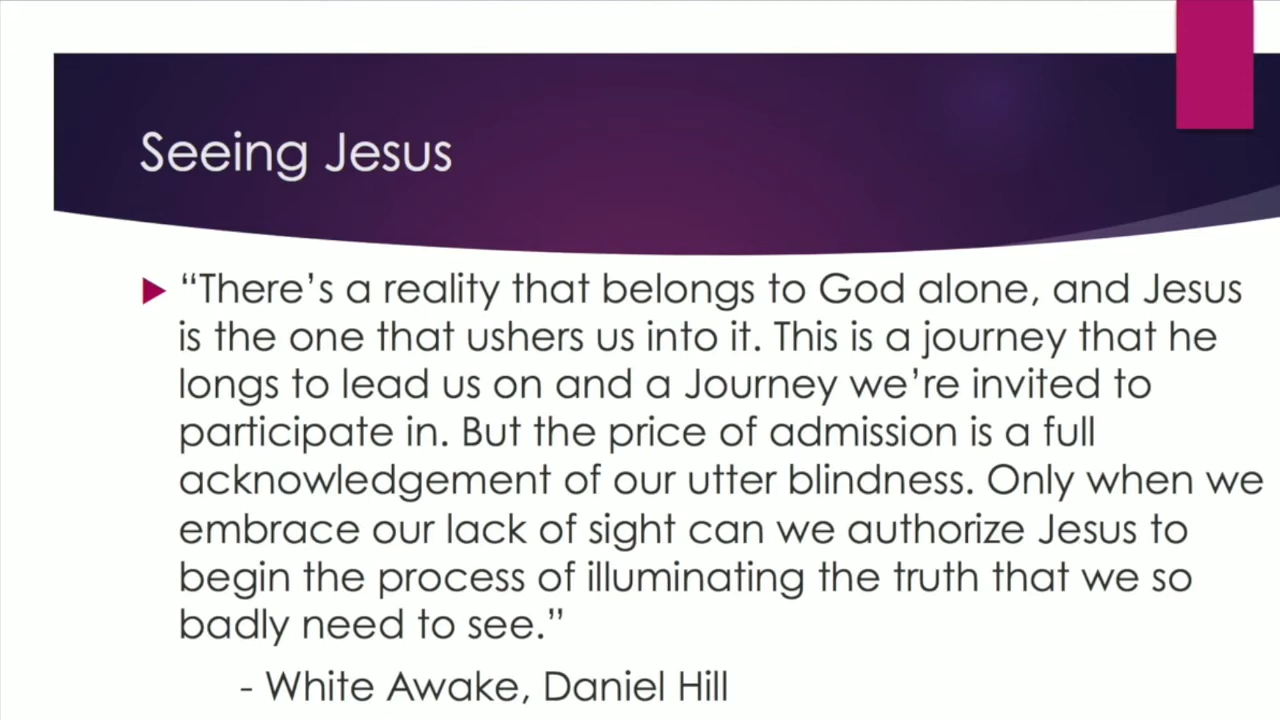 Seeing Jesus
“There’s a reality that belongs to God alone, and Jesus
is the one that ushers us into it. This is a journey that he
longs to lead us on and a Journey we’re invited to
participate in. But the price of admission is a full
acknowledgement of our utter blindness. Only when we
embrace our lack of sight can we authorize Jesus to
begin the process of illuminating the truth that we so
badly need to see.”
- White Awake, Daniel Hill